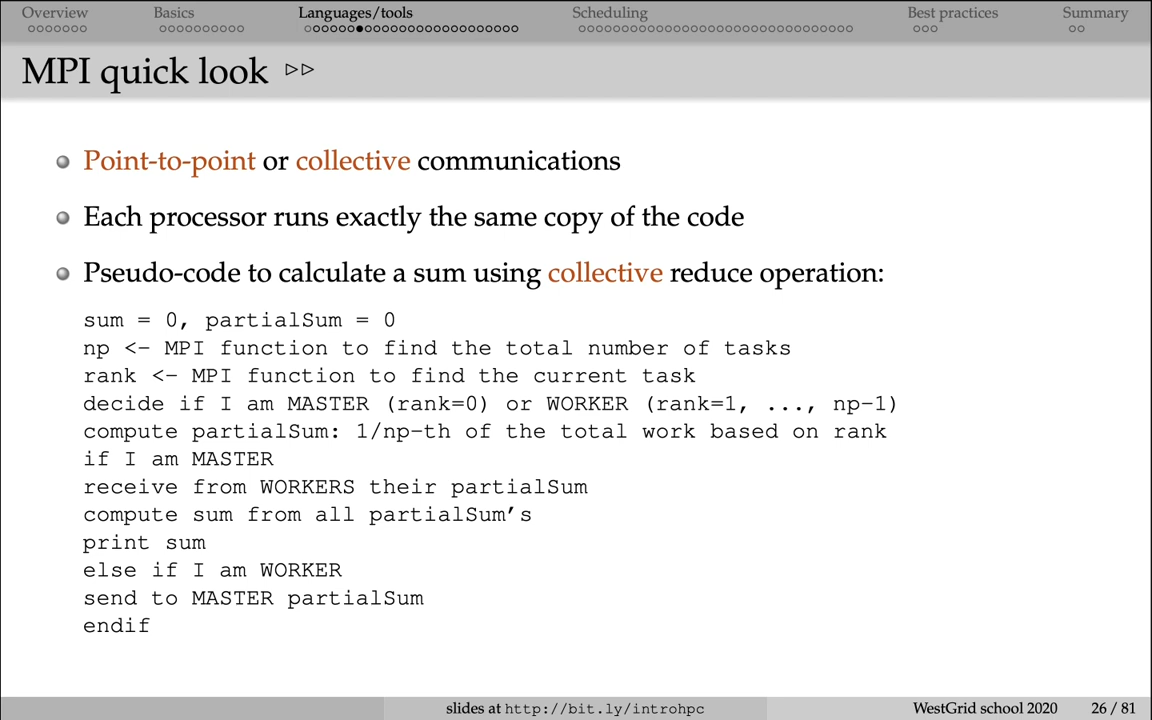 Overview Basics Languages/tools Scheduling Best practices Summary
MPI quick look
Point-to-point or collective communications
Each processor runs exactly the same copy of the code
Pseudo-code to calculate a sum using collective reduce operation:
sum = 0, partialSum = 0
np <- MPI function to find the total number of tasks
rank <- MPI function to find the current task
decide if I am MASTER (rank=0) or WORKER (rank=1, ..., np-1)
compute partialSum: 1/np-th of the total work based on rank
if I am MASTER
receive from WORKERS their partialSum
compute sum from all partialSum's
print sum
else if I am WORKER
send to MASTER partialSum
endif
slides at http://bit.ly/introhpc WestGrid school 2020 26 / 81